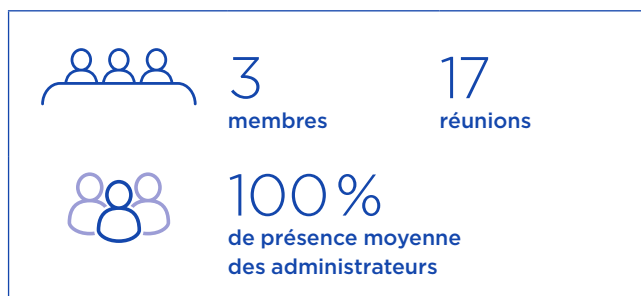 3
membres
17
réunions
100 %
de présence moyenne
des administrateurs